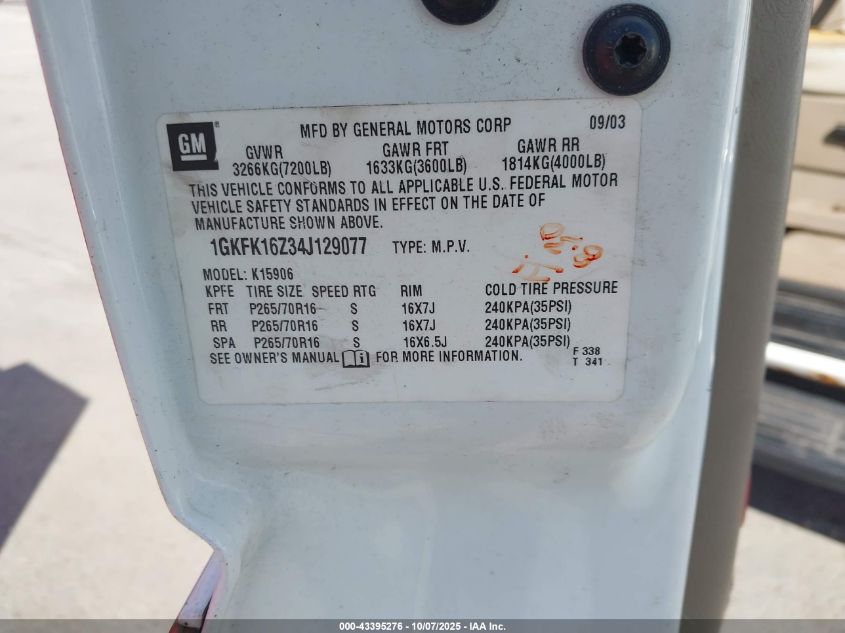 GM
MFD BY GENERAL MOTORS CORP 09/03
GVWR GAWR FRT GAWR RR
3266KG(7200LB) 1633KG(3600LB) 1814KG(4000LB)
THIS VEHICLE CONFORMS TO ALL APPLICABLE U.S. FEDERAL MOTOR
VEHICLE SAFETY STANDARDS IN EFFECT ON THE DATE OF
MANUFACTURE SHOWN ABOVE.
1GKFK16Z34J129077 TYPE: M.P.V.
MODEL: K15906
KPFE TIRE SIZE SPEED RTG RIM COLD TIRE PRESSURE
FRT P265/70R16 S 16X7J 240KPA(35PSI)
RR P265/70R16 S 16X7J 240KPA(35PSI)
SPA P265/70R16 S 16X6.5J 240KPA(35PSI)
SEE OWNER'S MANUAL FOR MORE INFORMATION.
F 338
T 341
000-43395276 - 10/07/2025 - IAA Inc.